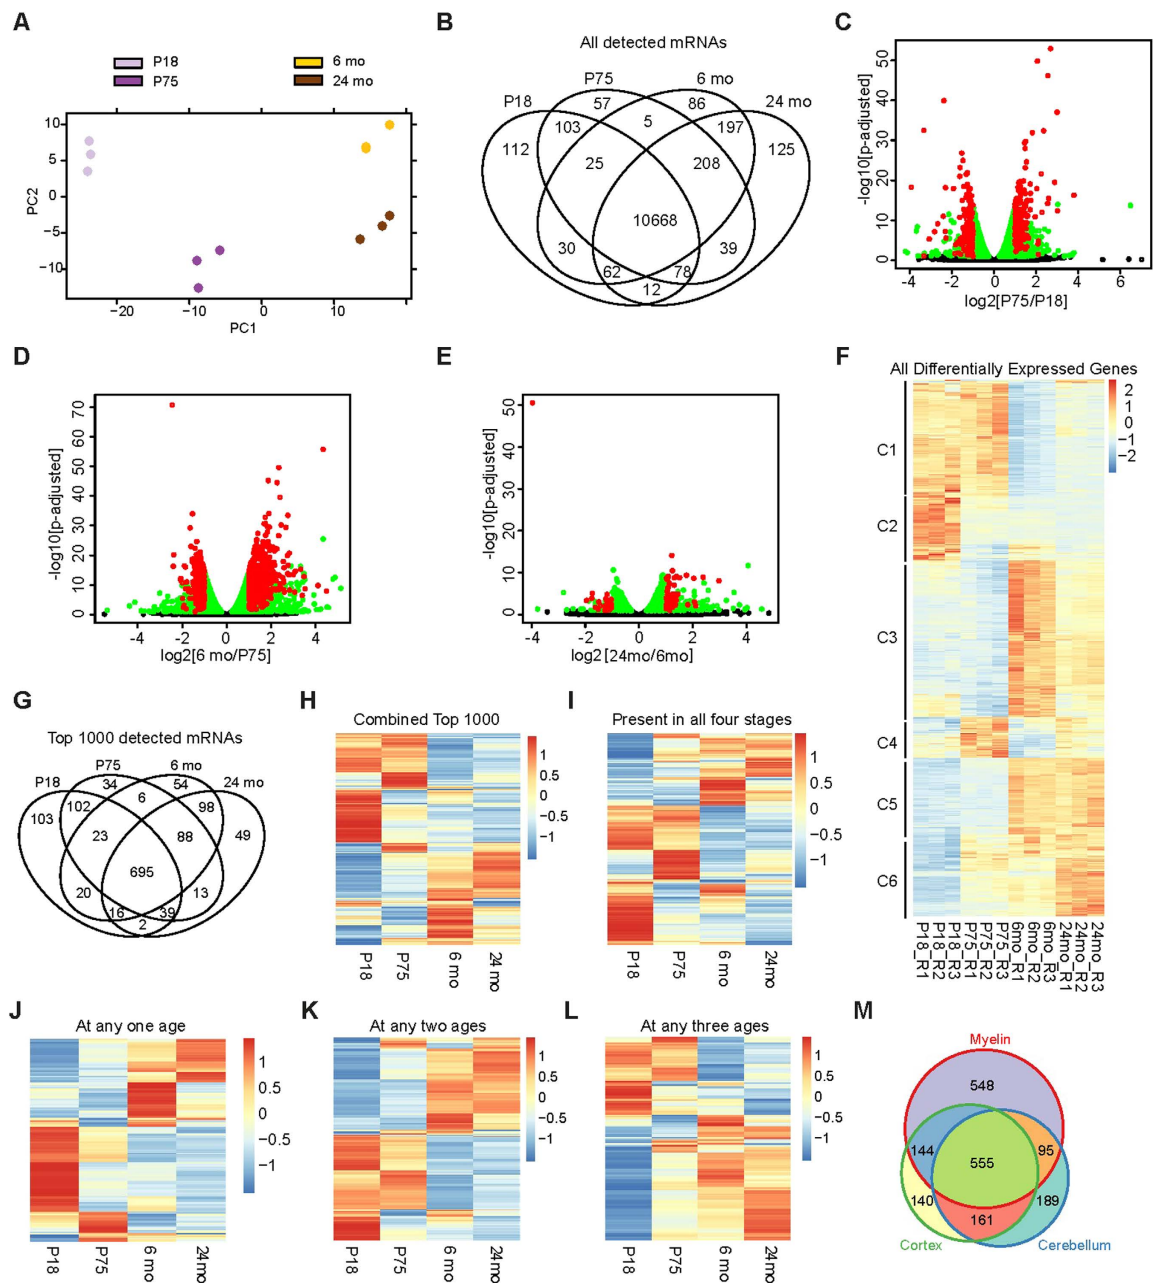 A
P18
P75
6 mo
24 mo
10
5
0
−5
−10
PC2
−20
−10
0
10
PC1
B
All detected mRNAs
P75
6 mo
P18
24 mo
57
86
103
5
197
112
125
25
208
10668
30
39
62
78
12
C
50
40
30
20
10
0
-log10[p-adjusted]
-4
-2
0
2
4
6
log2[P75/P18]
D
70
60
50
40
30
20
10
0
-log10[p-adjusted]
-4
-2
0
2
4
log2[6 mo/P75]
E
50
40
30
20
10
0
-log10[p-adjusted]
-4
-2
0
2
4
log2 [24mo/6mo]
F
All Differentially Expressed Genes
2
1
0
−1
−2
C1
C2
C3
C4
C5
C6
P18_R1
P18_R2
P18_R3
P75_R1
P75_R2
P75_R3
6mo_R1
6mo_R2
6mo_R3
24mo_R1
24mo_R2
24mo_R3
G
Top 1000 detected mRNAs
P75
6 mo
P18
24 mo
34
54
102
6
98
103
49
23
88
695
20
13
16
39
2
H
Combined Top 1000
1
0.5
0
−0.5
−1
P18
P75
6 mo
24 mo
I
Present in all four stages
1
0.5
0
−0.5
−1
P18
P75
6 mo
24mo
J
At any one age
1
0.5
0
−0.5
−1
P18
P75
6 mo
24mo
K
At any two ages
1
0.5
0
−0.5
−1
P18
P75
6 mo
24mo
L
At any three ages
1
0.5
0
−0.5
−1
P18
P75
6 mo
24mo
M
Myelin
548
144
95
555
140
189
161
Cortex
Cerebellum